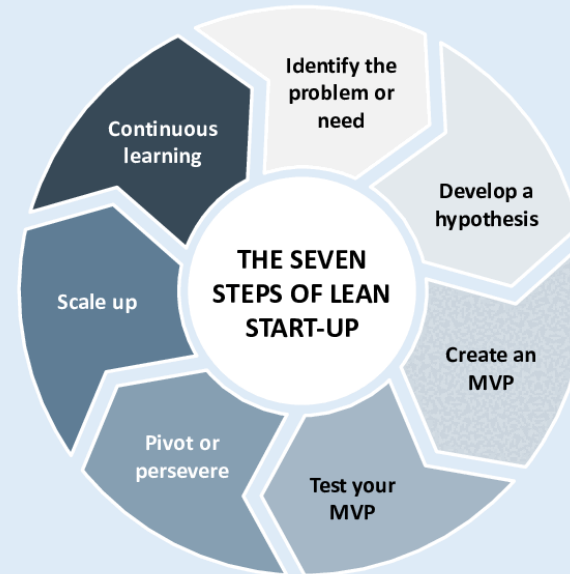 Identify the
problem or
need
Develop a
hypothesis
Create an
MVP
Test your
MVP
Pivot or
persevere
Scale up
Continuous
learning
THE SEVEN
STEPS OF LEAN
START-UP